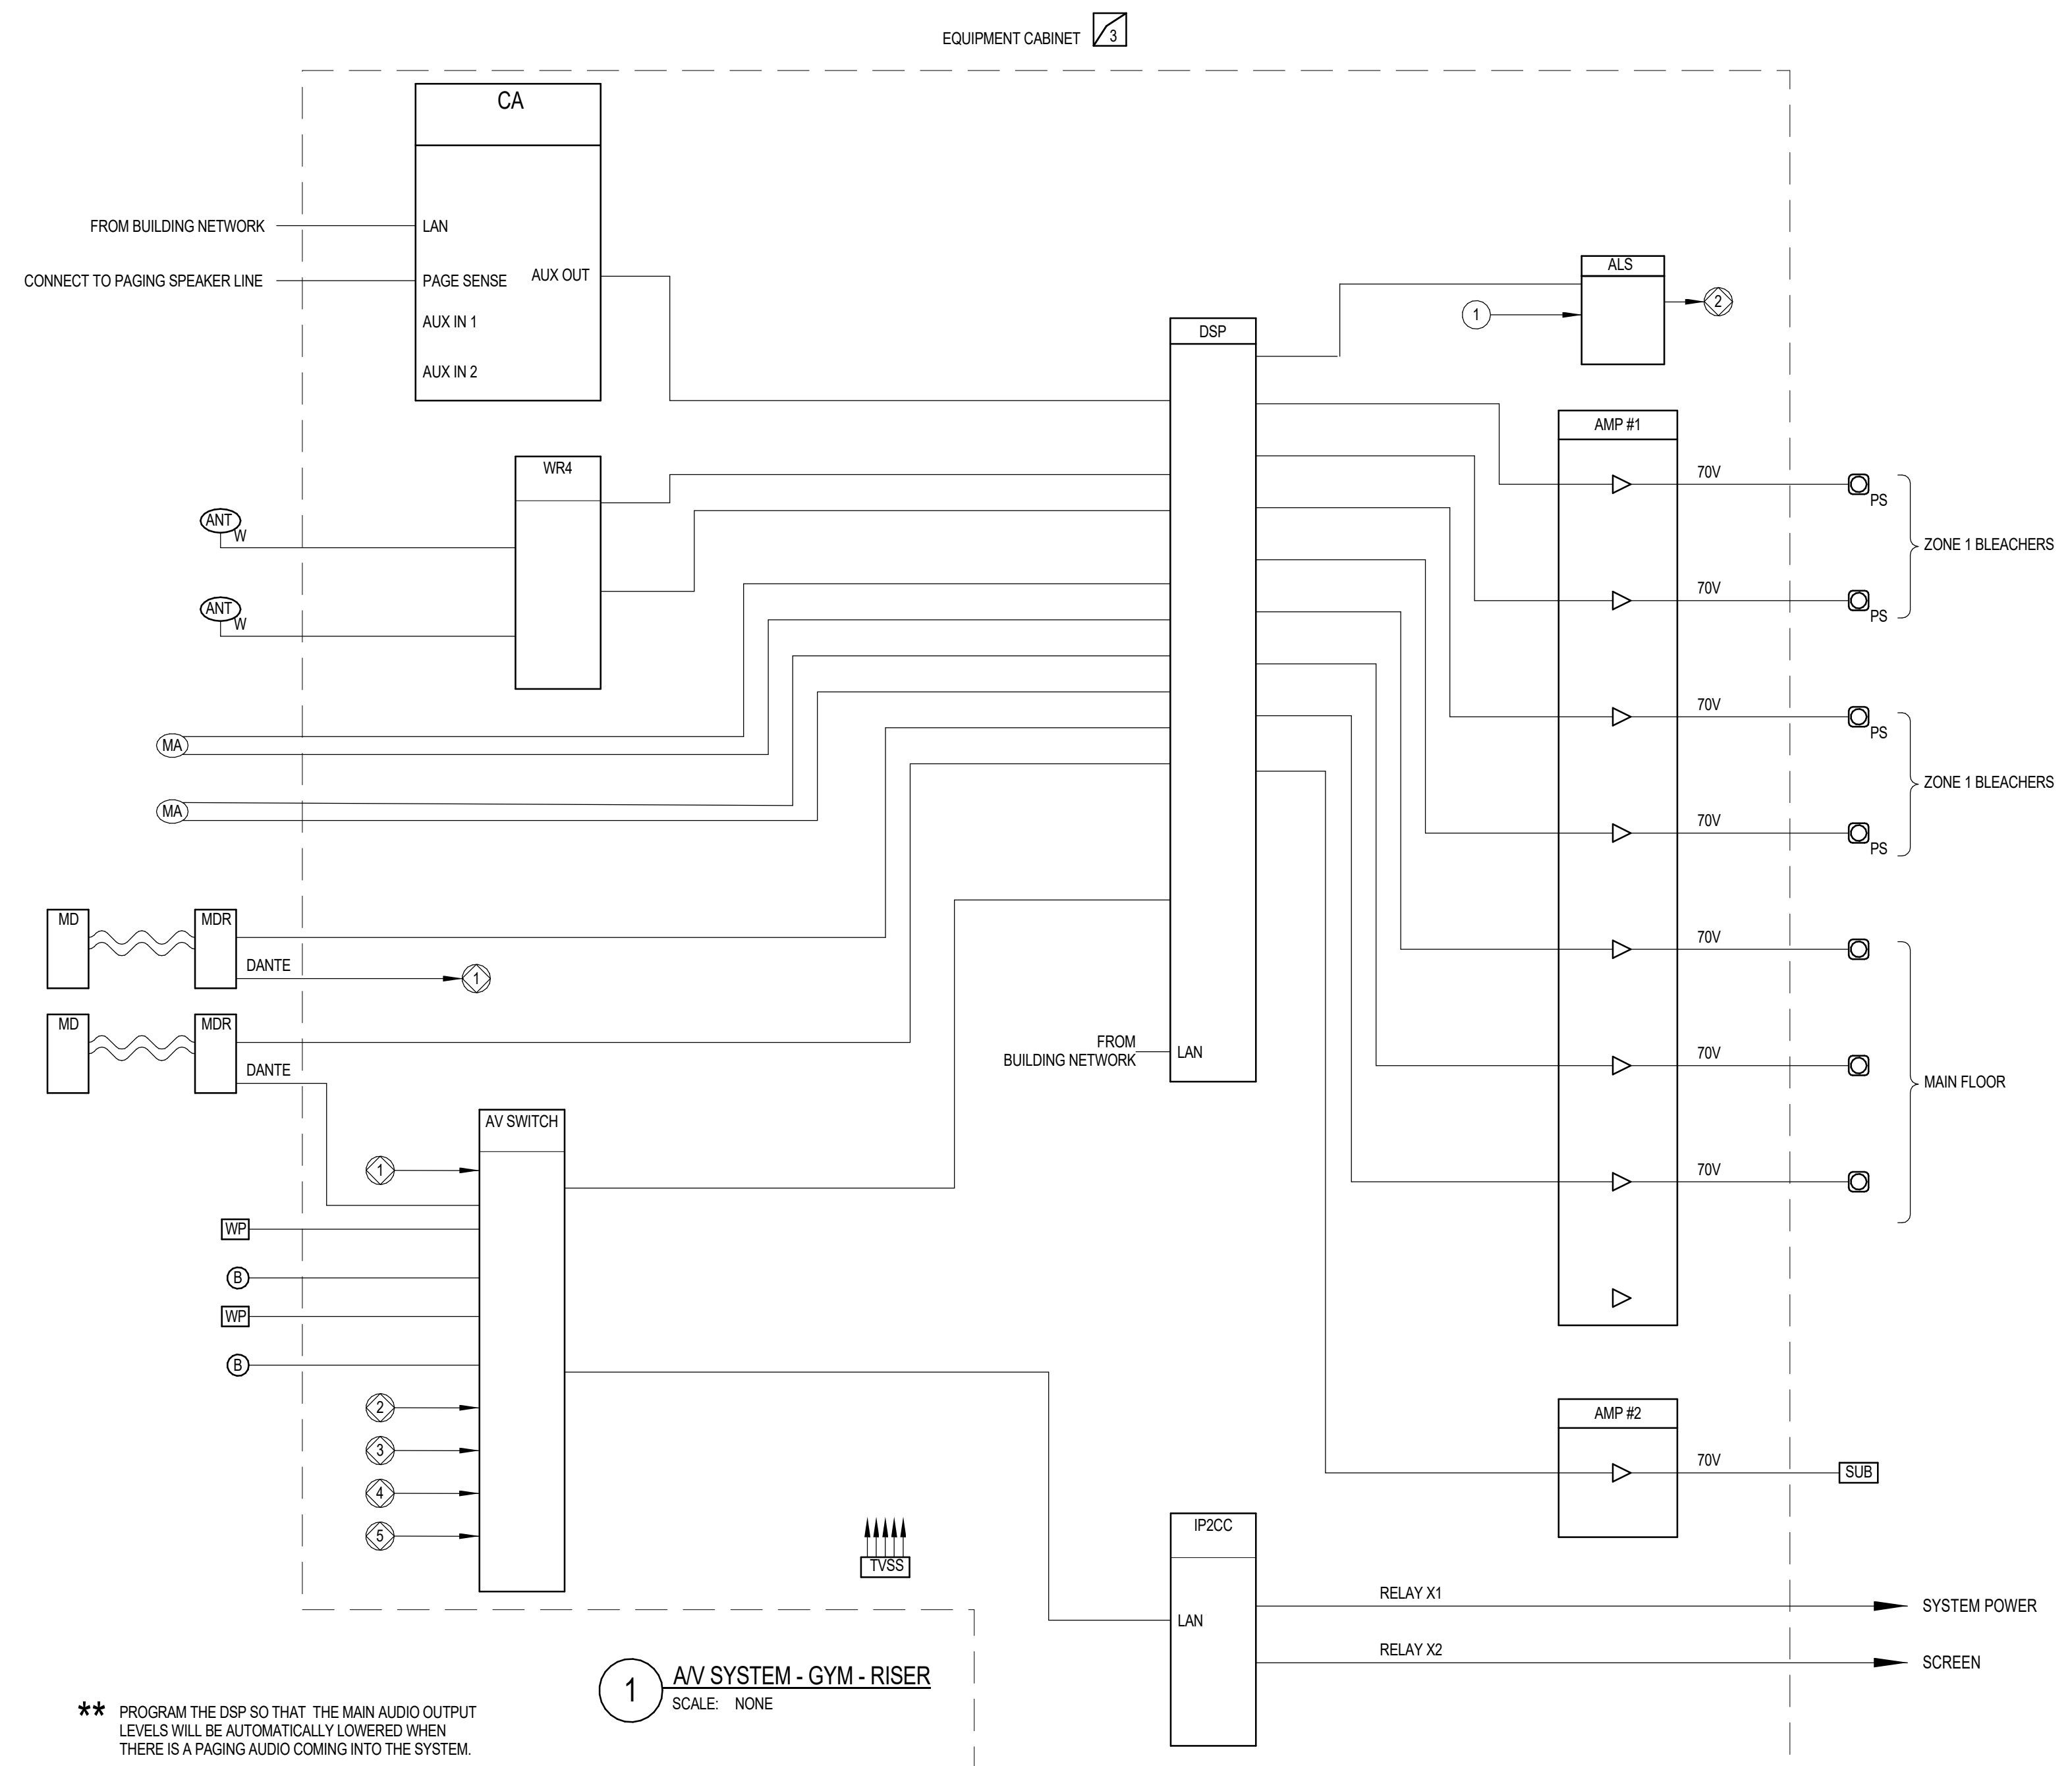 EQUIPMENT CABINET 3
CA
FROM BUILDING NETWORK
LAN
CONNECT TO PAGING SPEAKER LINE
PAGE SENSE
AUX OUT
AUX IN 1
AUX IN 2
ALS
1
2
DSP
AMP #1
WR4
ANT
W
ANT
W
70V
PS
70V
PS
ZONE 1 BLEACHERS
70V
PS
70V
PS
ZONE 1 BLEACHERS
MA
MA
MD
MDR
DANTE
1
MD
MDR
DANTE
FROM
BUILDING NETWORK
LAN
70V
70V
70V
MAIN FLOOR
AV SWITCH
1
WP
B
WP
B
2
3
4
5
TVSS
AMP #2
70V
SUB
IP2CC
LAN
RELAY X1
SYSTEM POWER
RELAY X2
SCREEN
1
A/V SYSTEM - GYM - RISER
SCALE: NONE
** PROGRAM THE DSP SO THAT THE MAIN AUDIO OUTPUT
LEVELS WILL BE AUTOMATICALLY LOWERED WHEN
THERE IS A PAGING AUDIO COMING INTO THE SYSTEM.